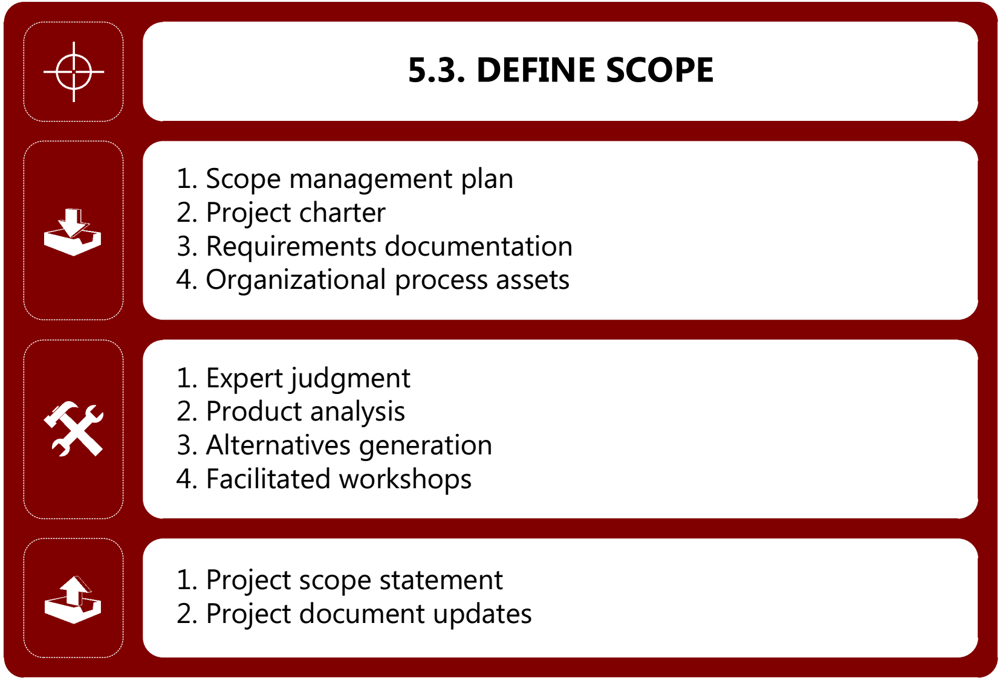 5.3. DEFINE SCOPE
1. Scope management plan
2. Project charter
3. Requirements documentation
4. Organizational process assets
1. Expert judgment
2. Product analysis
3. Alternatives generation
4. Facilitated workshops
1. Project scope statement
2. Project document updates